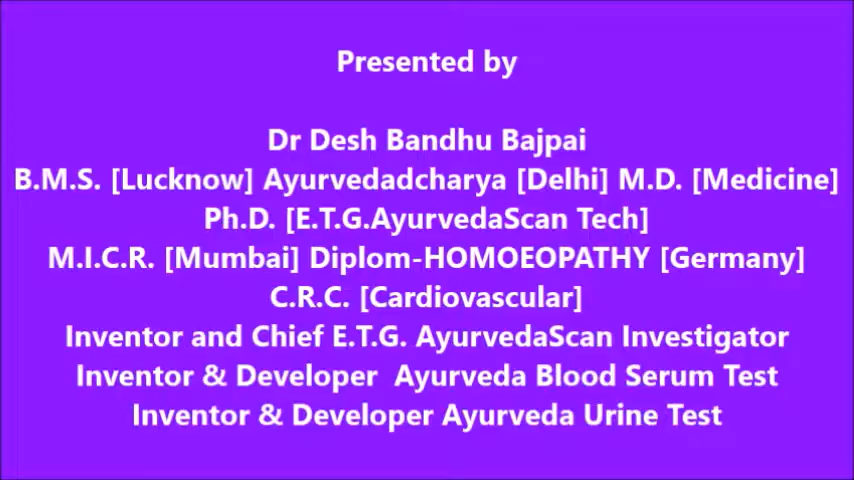 Presented by
Dr Desh Bandhu Bajpai
B.M.S. [Lucknow] Ayurvedadcharya [Delhi] M.D. [Medicine]
Ph.D. [E.T.G.AyurvedaScan Tech]
M.I.C.R. [Mumbai] Diplom-HOMOEOPATHY [Germany]
C.R.C. [Cardiovascular]
Inventor and Chief E.T.G. AyurvedaScan Investigator
Inventor & Developer  Ayurveda Blood Serum Test
Inventor & Developer Ayurveda Urine Test